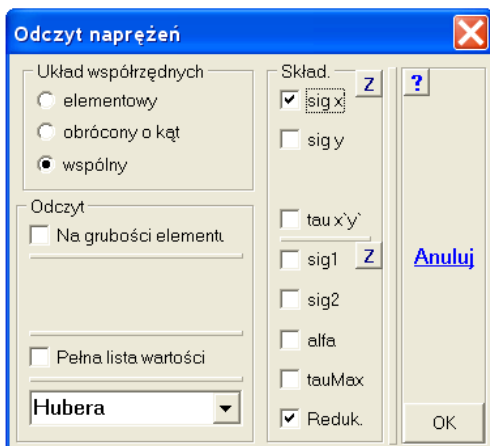 Odczyt naprężeń
Układ współrzędnych
elementowy
obrócony o kąt
wspólny
Odczyt
Na grubości elementu
Pełna lista wartości
Hubera
Skład.
Z
sig x
sig y
tau x`y`
sig1
Z
sig2
alfa
tauMax
Reduk.
?
Anuluj
OK